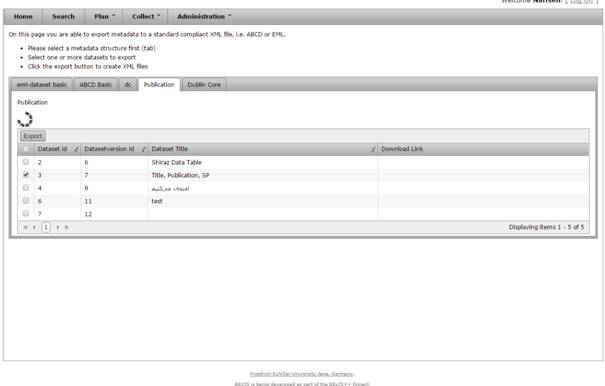 Welcome Nafiseh! [ Log Off ]
Home Search Plan Collect Administration
On this page you are able to export metadata to a standard compliant XML file, i.e. ABCD or EML.
Please select a metadata structure first (tab)
Select one or more datasets to export
Click the export button to create XML files
eml-dataset basic ABCD Basic dc Publication Dublin Core
Publication
Export
Dataset id Datasetversion id Dataset Title Download Link
2 6 Shiraz Data Table
3 7 Title, Publication, SP
4 9 امتحان می‌کنیم
6 11 test
7 12
1 Displaying items 1 - 5 of 5
Friedrich-Schiller-University Jena, Germany.
BExIS is being developed as part of the BExIS++ Project.